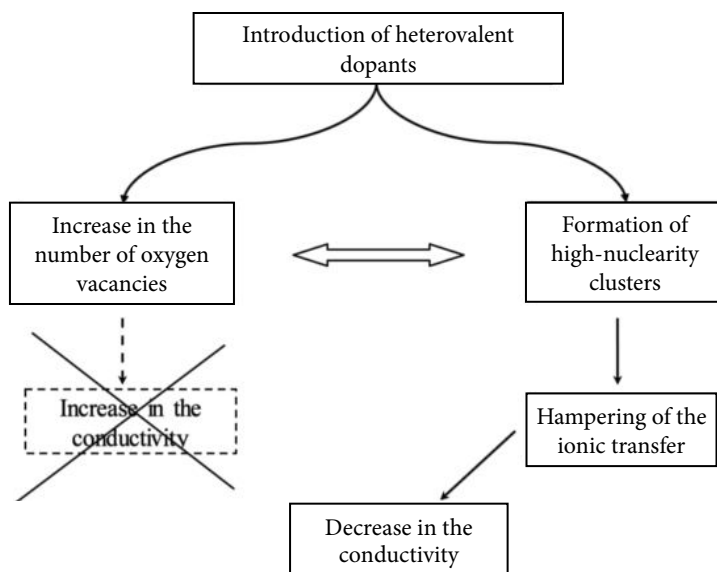 Introduction of heterovalent
dopants
Increase in the
number of oxygen
vacancies
Formation of
high-nuclearity
clusters
Increase in the
conductivity
Hampering of the
ionic transfer
Decrease in the
conductivity